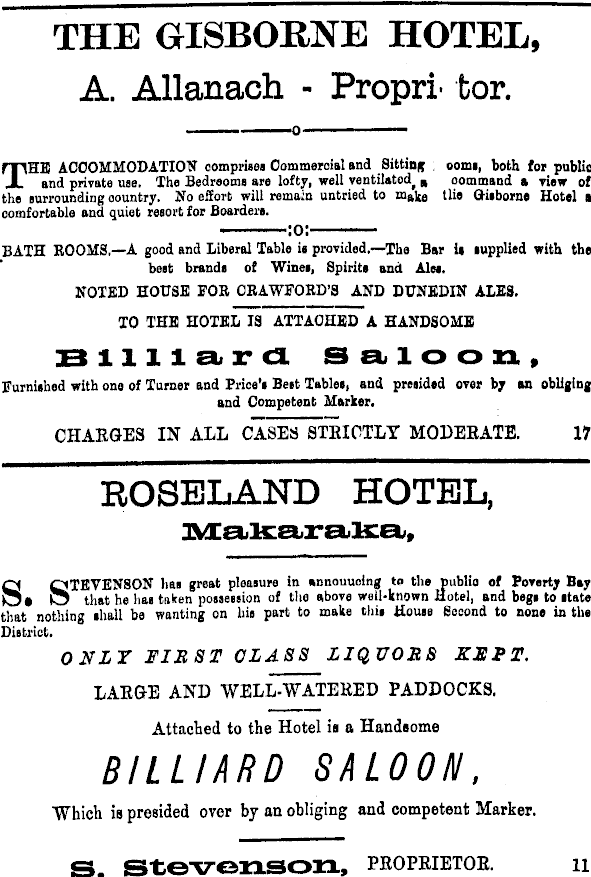 THE GISBORNE HOTEL,
A. Allanach - Propri tor.
THE ACCOMMODATION comprises Commercial and Sitting ooms, both for public
and private use. The Bedrooms are lofty, well ventilated, a command a view of
the surrounding country. No effort will remain untried to make the Gisborne Hotel a
comfortable and quiet resort for Boarders.
:O:
BATH ROOMS.—A good and Liberal Table is provided.—The Bar is supplied with the
best brands of Wines, Spirits and Ales.
NOTED HOUSE FOR CRAWFORD'S AND DUNEDIN ALES.
TO THE HOTEL IS ATTACHED A HANDSOME
Billiard Saloon,
Furnished with one of Turner and Price's Best Tables, and presided over by an obliging
and Competent Marker.
CHARGES IN ALL CASES STRICTLY MODERATE. 17
ROSELAND HOTEL,
Makaraka,
S. STEVENSON has great pleasure in annouucing to the public of Poverty Bay
that he has taken possession of the above well-known Hotel, and begs to state
that nothing shall be wanting on his part to make this House Second to none in the
District.
ONLY FIRST CLASS LIQUORS KEPT.
LARGE AND WELL-WATERED PADDOCKS.
Attached to the Hotel is a Handsome
BILLIARD SALOON,
Which is presided over by an obliging and competent Marker.
S. Stevenson, PROPRIETOR. 11